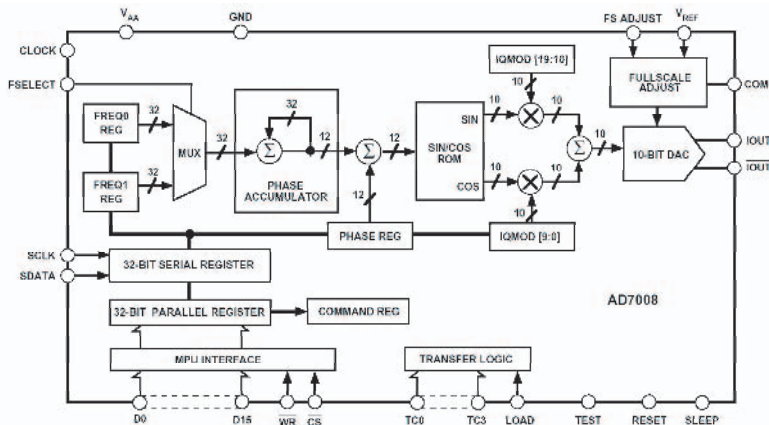 VAA
GND
FS ADJUST
VREF
CLOCK
FSELECT
FREQ0
REG
32
MUX
32
32
PHASE
ACCUMULATOR
Σ
12
Σ
12
SIN/COS
ROM
SIN
10
10
IQMOD [19:10]
10
FULLSCALE
ADJUST
COMP
FREQ1
REG
32
12
COS
10
10
10
Σ
10
10-BIT DAC
IOUT
IOUT
PHASE REG
IQMOD [9:0]
SCLK
SDATA
32-BIT SERIAL REGISTER
32-BIT PARALLEL REGISTER
COMMAND REG
AD7008
MPU INTERFACE
TRANSFER LOGIC
D0
D15
WR
CS
TC0
TC3
LOAD
TEST
RESET
SLEEP